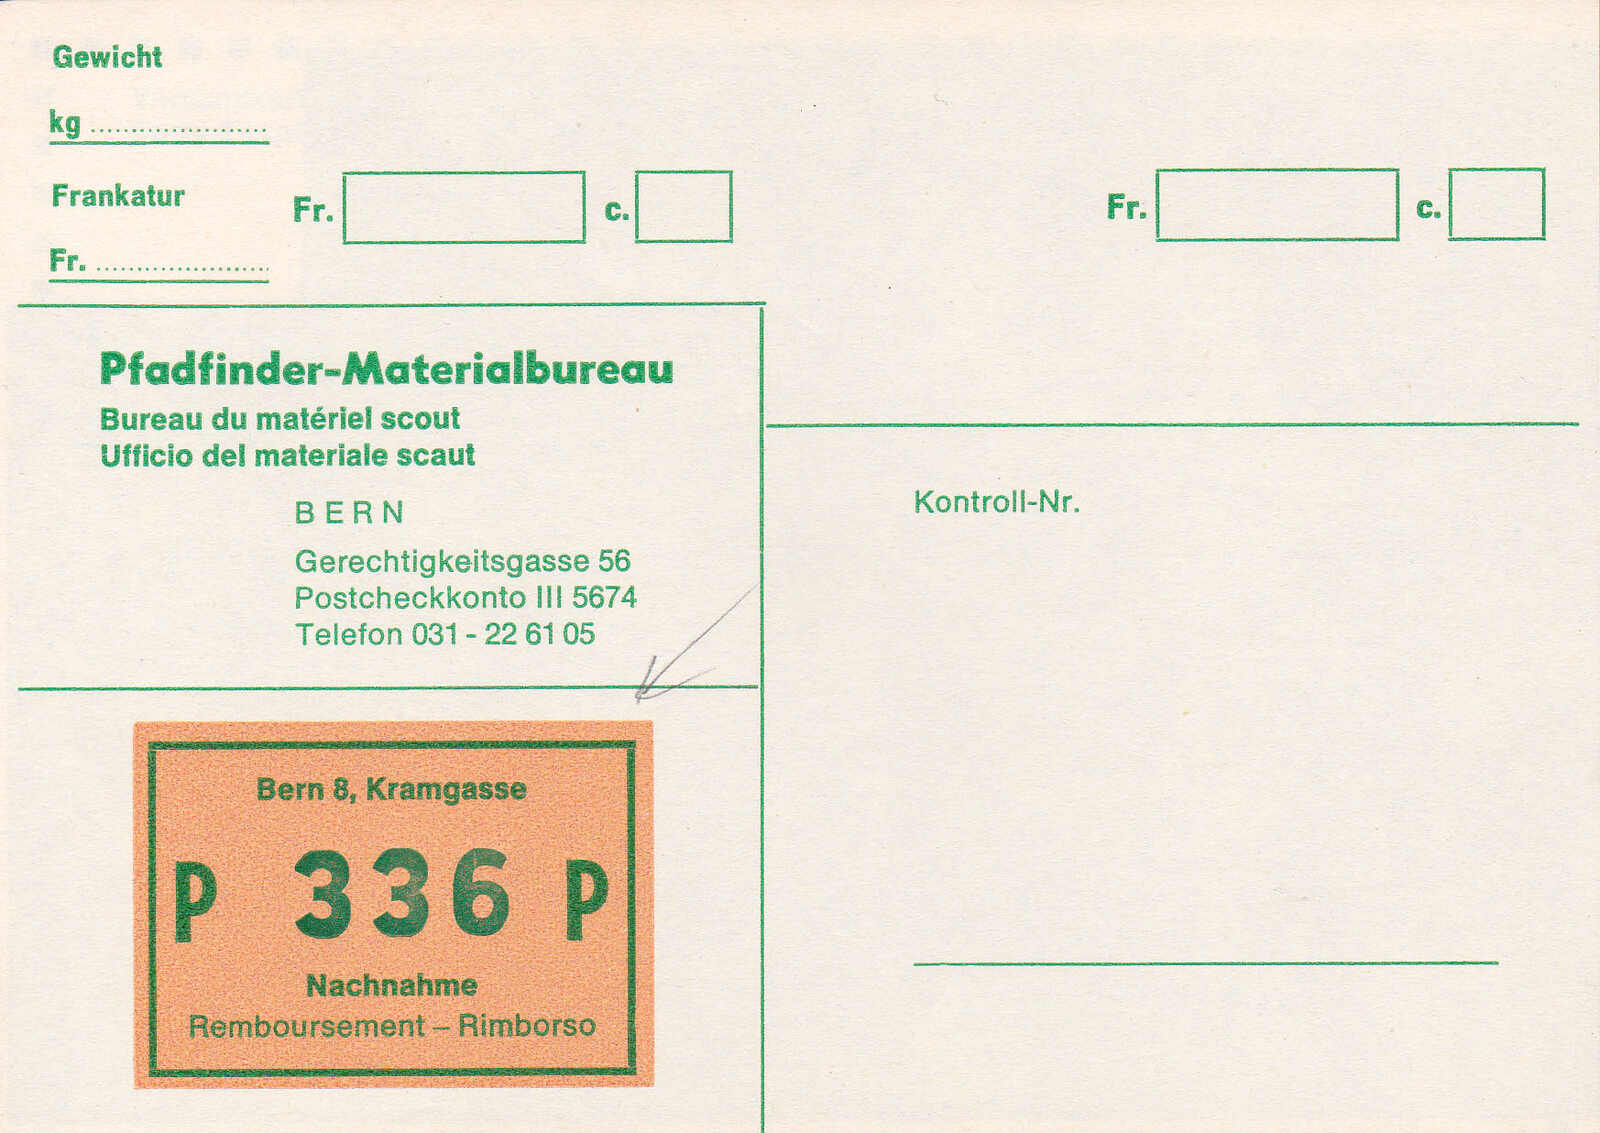 Gewicht
kg ......................
Frankatur
Fr. ......................
Fr. c.
Fr. c.
Pfadfinder-Materialbureau
Bureau du matériel scout
Ufficio del materiale scaut
BERN
Gerechtigkeitsgasse 56
Postcheckkonto III 5674
Telefon 031 - 22 61 05
Kontroll-Nr.
Bern 8, Kramgasse
P 336 P
Nachnahme
Remboursement – Rimborso